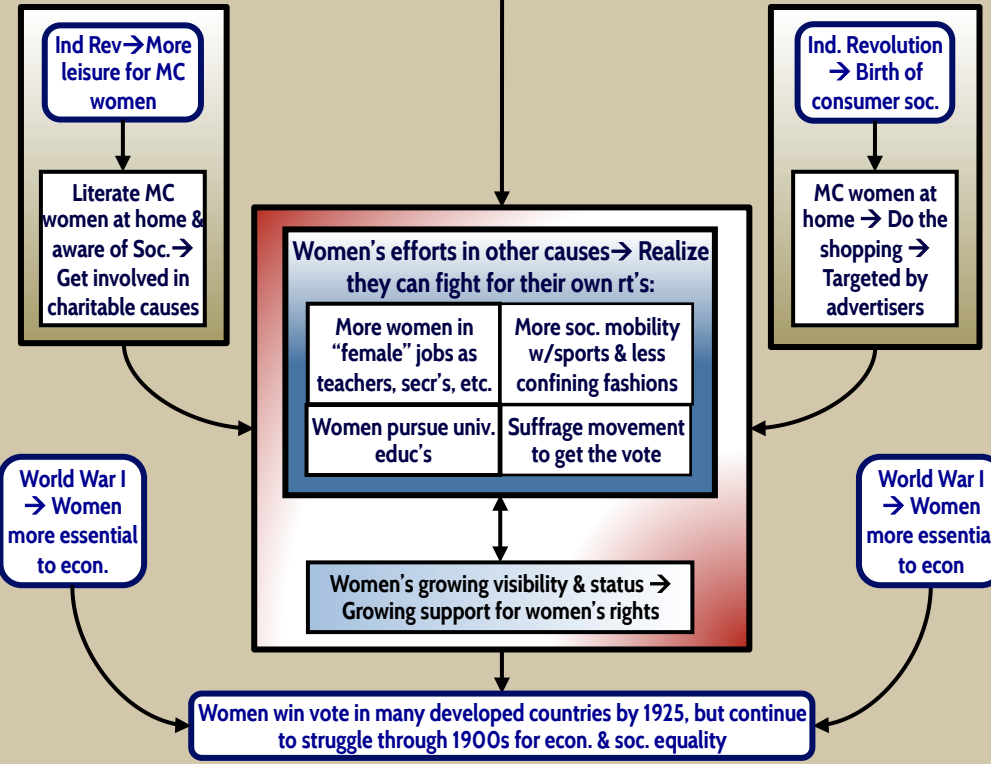 Ind Rev→More
leisure for MC
women
Literate MC
women at home &
aware of Soc.→
Get involved in
charitable causes
Ind. Revolution
→ Birth of
consumer soc.
MC women at
home → Do the
shopping →
Targeted by
advertisers
Women's efforts in other causes→ Realize
they can fight for their own rt's:
More women in
“female” jobs as
teachers, secr's, etc.
More soc. mobility
w/sports & less
confining fashions
Women pursue univ.
educ's
Suffrage movement
to get the vote
World War I
→ Women
more essential
to econ.
World War I
→ Women
more essentia
to econ
Women's growing visibility & status →
Growing support for women's rights
Women win vote in many developed countries by 1925, but continue
to struggle through 1900s for econ. & soc. equality